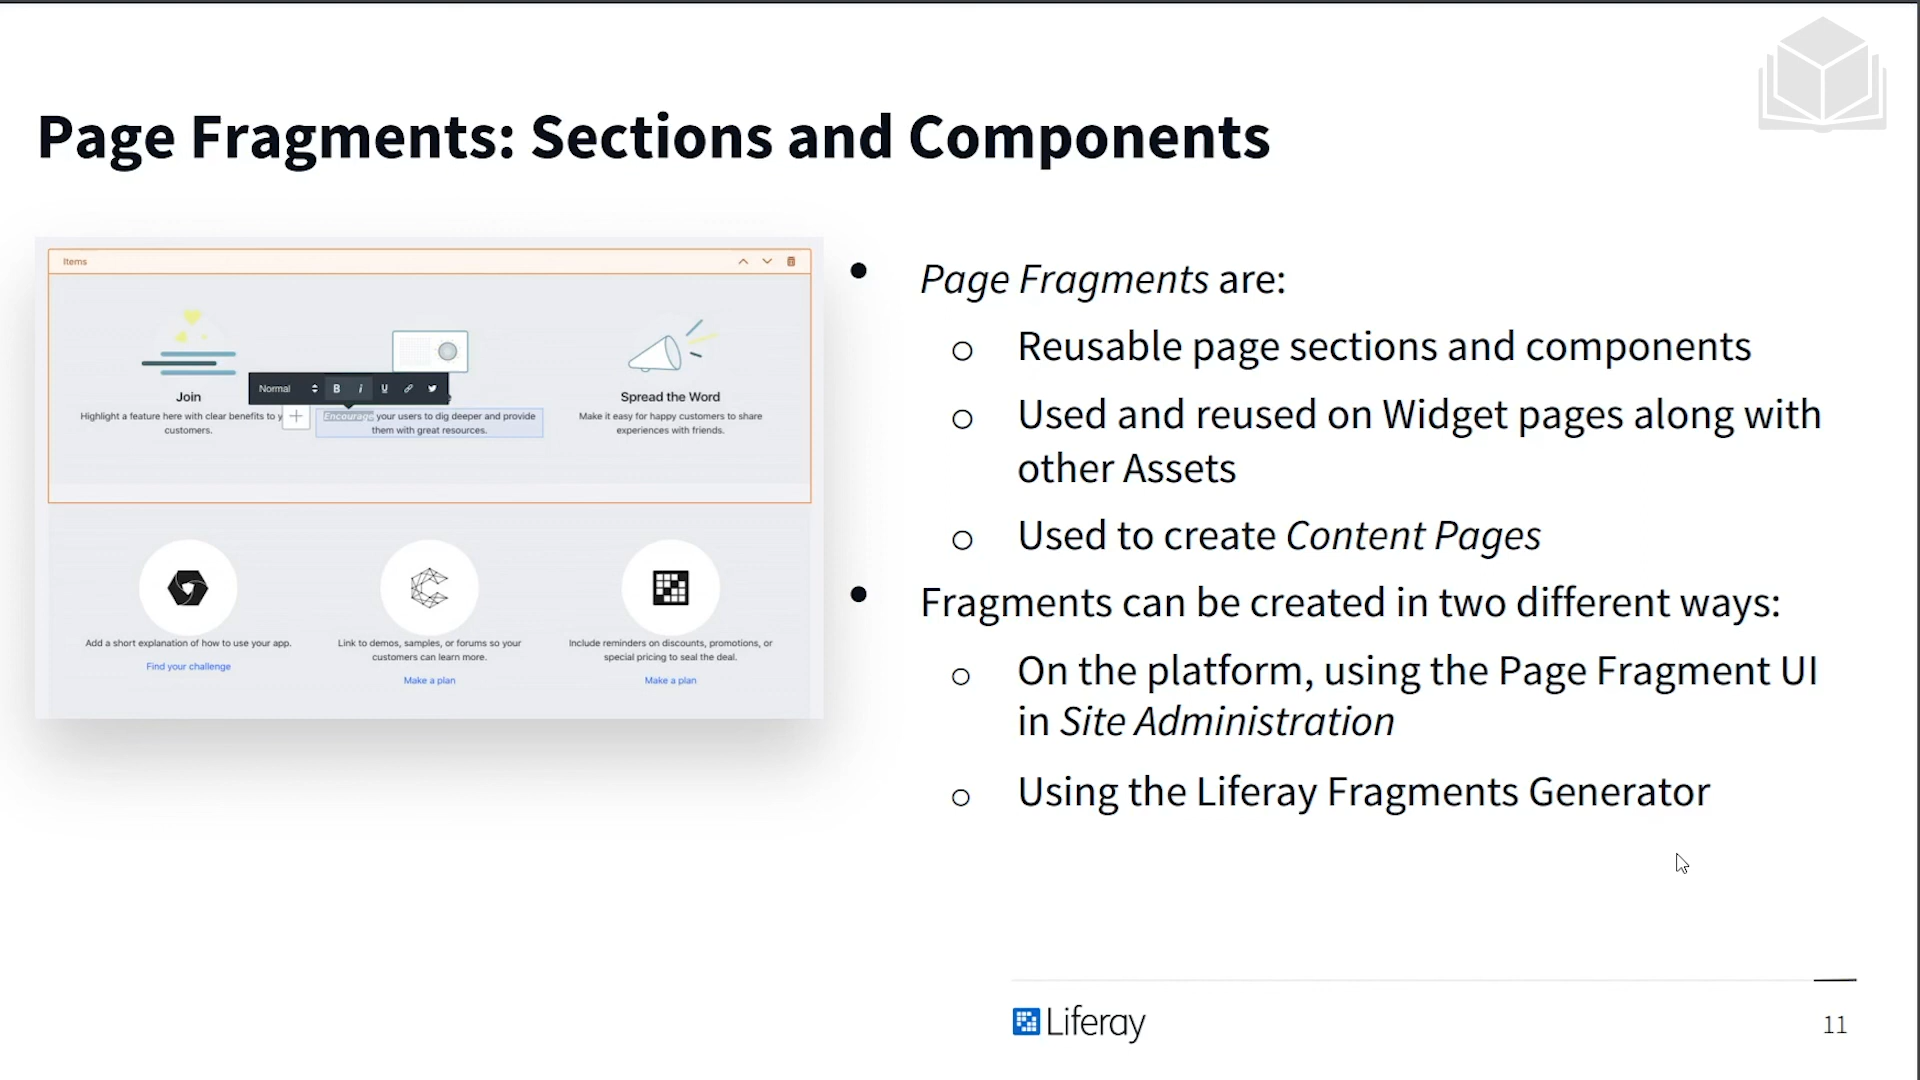 Page Fragments: Sections and Components
Items
Normal B i U
Join
Highlight a feature here with clear benefits to
customers.
Encourage your users to dig deeper and provide
them with great resources.
Spread the Word
Make it easy for happy customers to share
experiences with friends.
Add a short explanation of how to use your app.
Find your challenge
Link to demos, samples, or forums so your
customers can learn more.
Make a plan
Include reminders on discounts, promotions, or
special pricing to seal the deal.
Make a plan
Page Fragments are:
Reusable page sections and components
Used and reused on Widget pages along with
other Assets
Used to create Content Pages
Fragments can be created in two different ways:
On the platform, using the Page Fragment UI
in Site Administration
Using the Liferay Fragments Generator
Liferay
11